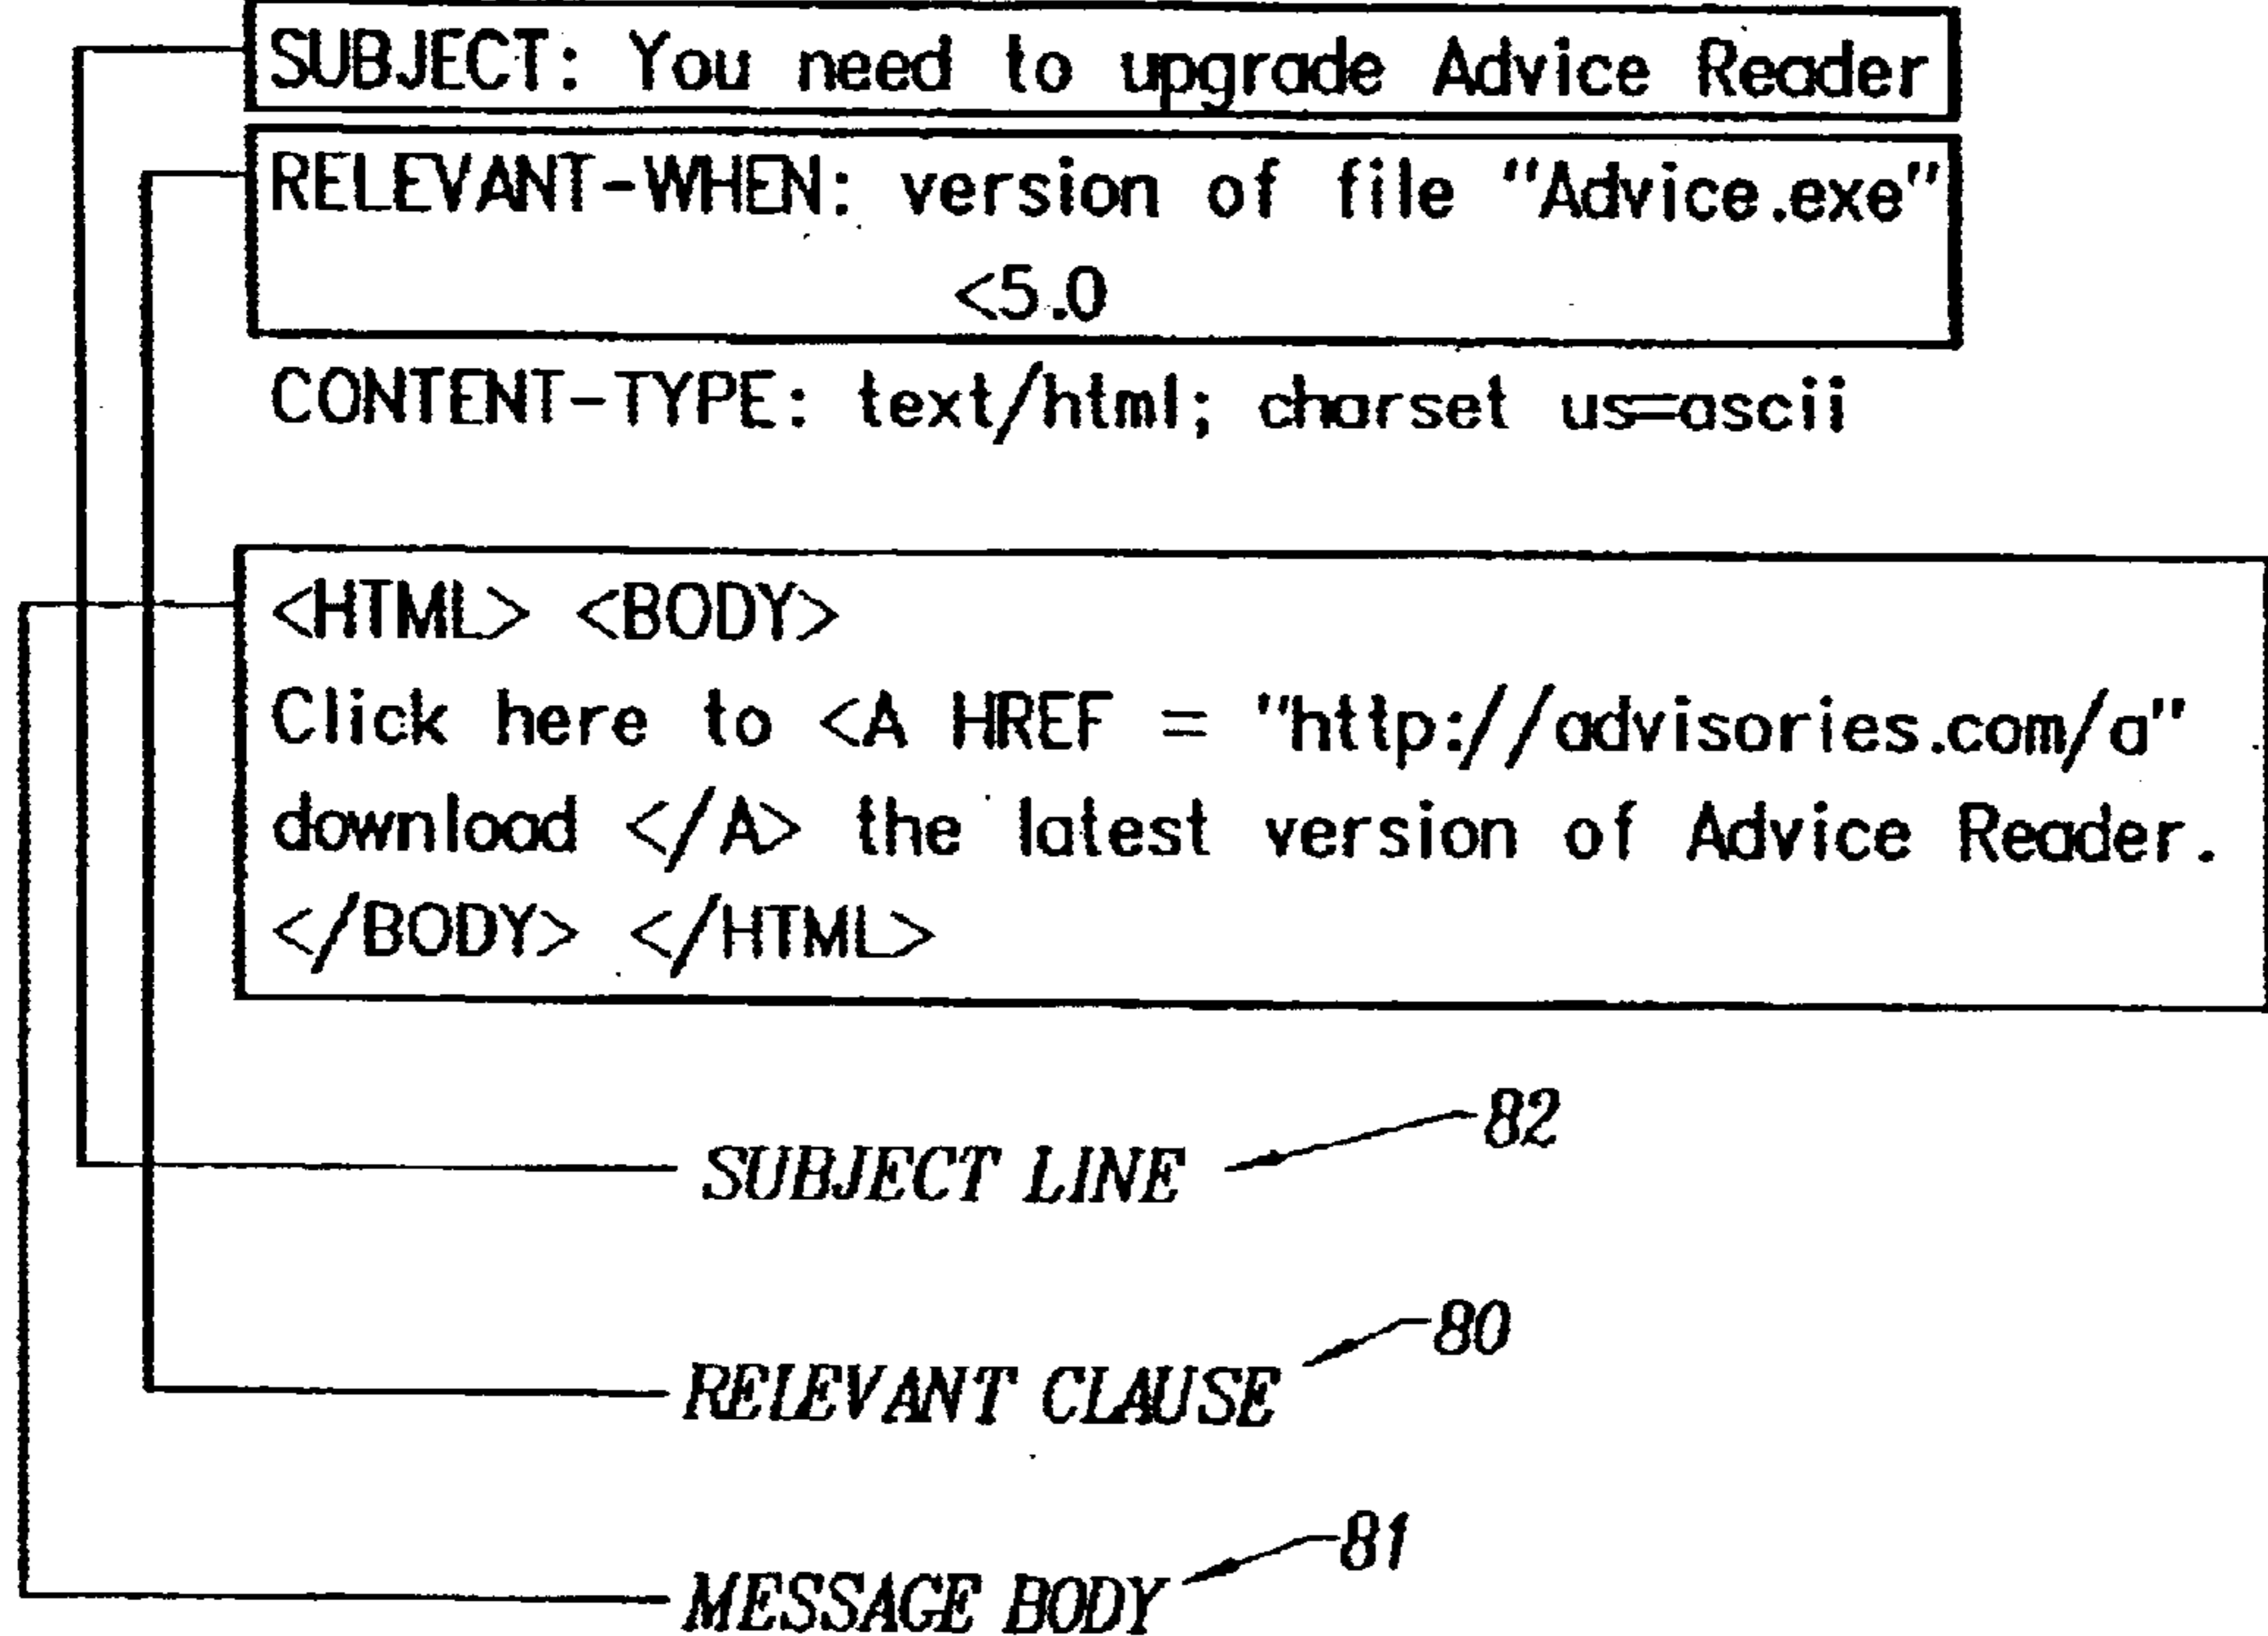 SUBJECT: You need to upgrade Advice Reader
RELEVANT-WHEN: version of file "Advice.exe"
<5.0
CONTENT-TYPE: text/html; charset us=ascii
<HTML> <BODY>
Click here to <A HREF = "http://advisories.com/a"
download </A> the latest version of Advice Reader.
</BODY> </HTML>
82
SUBJECT LINE
80
RELEVANT CLAUSE
81
MESSAGE BODY